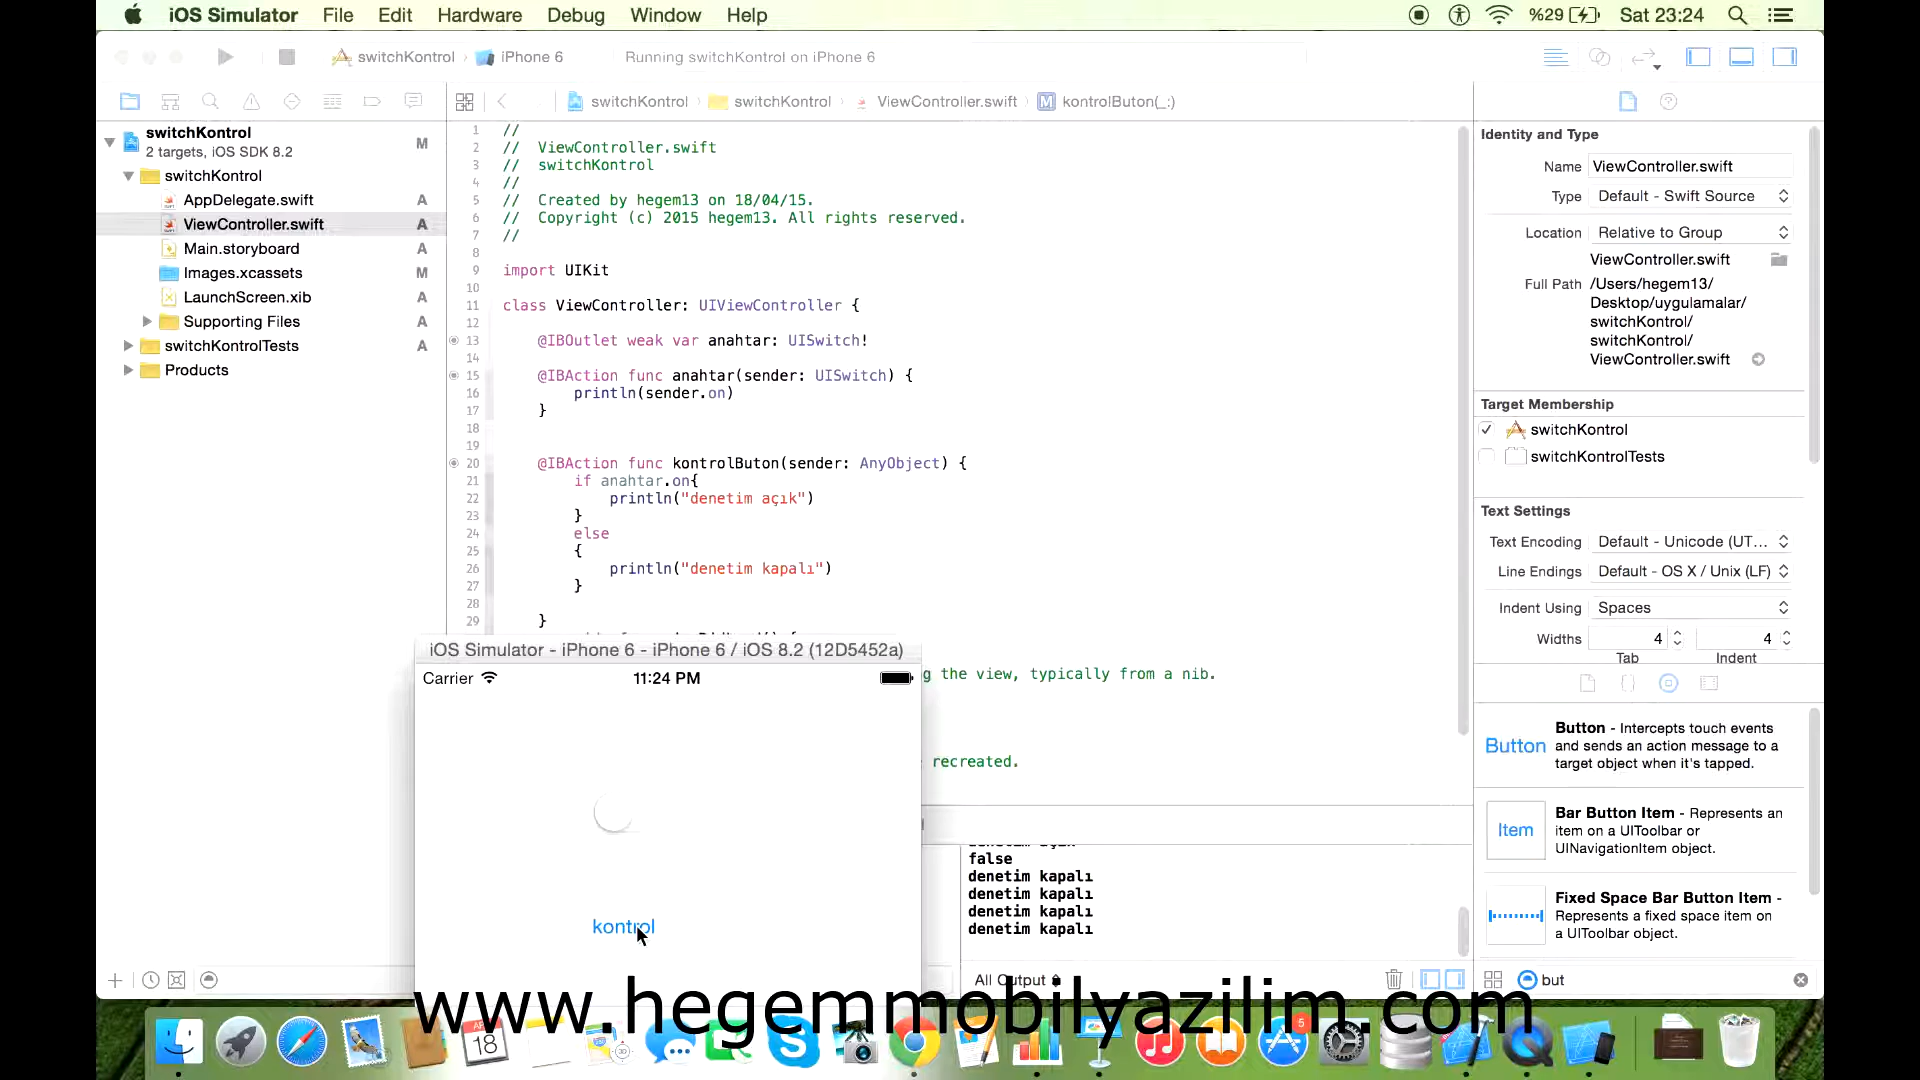 iOS Simulator File Edit Hardware Debug Window Help %29 Sat 23:24
switchKontrol iPhone 6 Running switchKontrol on iPhone 6
switchKontrol switchKontrol ViewController.swift M kontrolButon(_:)
switchKontrol M
2 targets, iOS SDK 8.2
switchKontrol
AppDelegate.swift A
ViewController.swift A
Main.storyboard A
Images.xcassets M
LaunchScreen.xib A
Supporting Files A
switchKontrolTests A
Products
1 //
2 // ViewController.swift
3 // switchKontrol
4 //
5 // Created by hegem13 on 18/04/15.
6 // Copyright (c) 2015 hegem13. All rights reserved.
7 //
8
9 import UIKit
10
11 class ViewController: UIViewController {
12
13 @IBOutlet weak var anahtar: UISwitch!
14
15 @IBAction func anahtar(sender: UISwitch) {
16 println(sender.on)
17 }
18
19
20 @IBAction func kontrolButon(sender: AnyObject) {
21 if anahtar.on{
22 println("denetim açık")
23 }
24 else
25 {
26 println("denetim kapalı")
27 }
28
29 }
g the view, typically from a nib.
recreated.
iOS Simulator - iPhone 6 - iPhone 6 / iOS 8.2 (12D5452a)
Carrier 11:24 PM
kontrol
false
denetim kapalı
denetim kapalı
denetim kapalı
denetim kapalı
All Output
Identity and Type
Name ViewController.swift
Type Default - Swift Source
Location Relative to Group
ViewController.swift
Full Path /Users/hegem13/
Desktop/uygulamalar/
switchKontrol/
switchKontrol/
ViewController.swift
Target Membership
switchKontrol
switchKontrolTests
Text Settings
Text Encoding Default - Unicode (UT...
Line Endings Default - OS X / Unix (LF)
Indent Using Spaces
Widths 4 4
Tab Indent
Button Button - Intercepts touch events
and sends an action message to a
target object when it's tapped.
Item Bar Button Item - Represents an
item on a UIToolbar or
UINavigationItem object.
Fixed Space Bar Button Item -
Represents a fixed space item on
a UIToolbar object.
but
www.hegemmobilyazilim.com
18
5